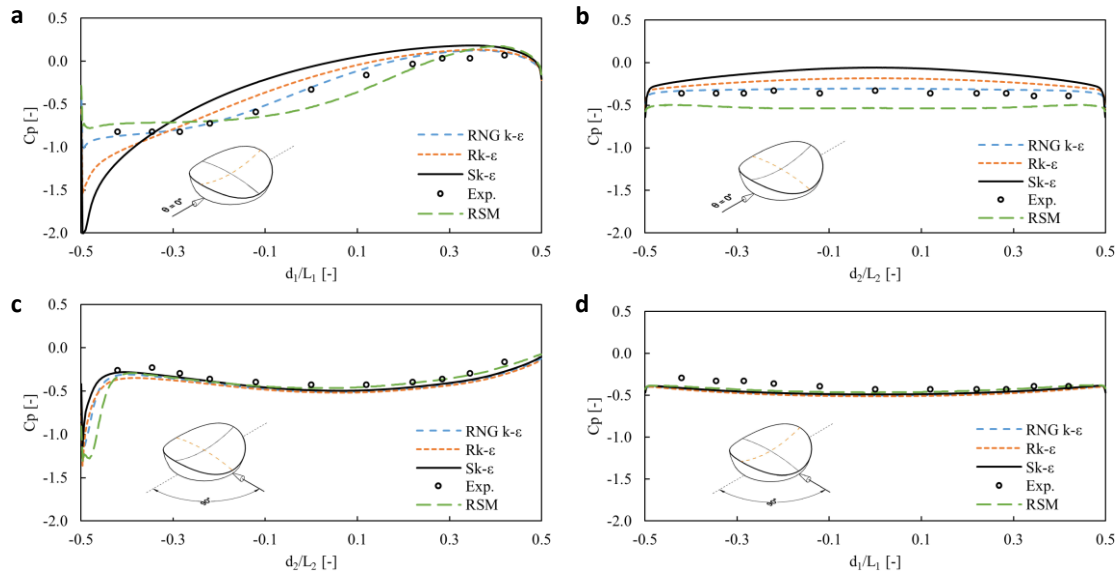 a
0.5
0.0
-0.5
-1.0
-1.5
-2.0
Cp [-]
-0.5 -0.3 -0.1 0.1 0.3 0.5
d₁/L₁ [-]
θ = 0°
RNG k-ε
Rk-ε
Sk-ε
Exp.
RSM
b
0.5
0.0
-0.5
-1.0
-1.5
-2.0
Cp [-]
-0.5 -0.3 -0.1 0.1 0.3 0.5
d₂/L₂ [-]
θ = 0°
RNG k-ε
Rk-ε
Sk-ε
Exp.
RSM
c
0.5
0.0
-0.5
-1.0
-1.5
-2.0
Cp [-]
-0.5 -0.3 -0.1 0.1 0.3 0.5
d₂/L₂ [-]
RNG k-ε
Rk-ε
Sk-ε
Exp.
RSM
d
0.5
0.0
-0.5
-1.0
-1.5
-2.0
Cp [-]
-0.5 -0.3 -0.1 0.1 0.3 0.5
d₁/L₁ [-]
RNG k-ε
Rk-ε
Sk-ε
Exp.
RSM